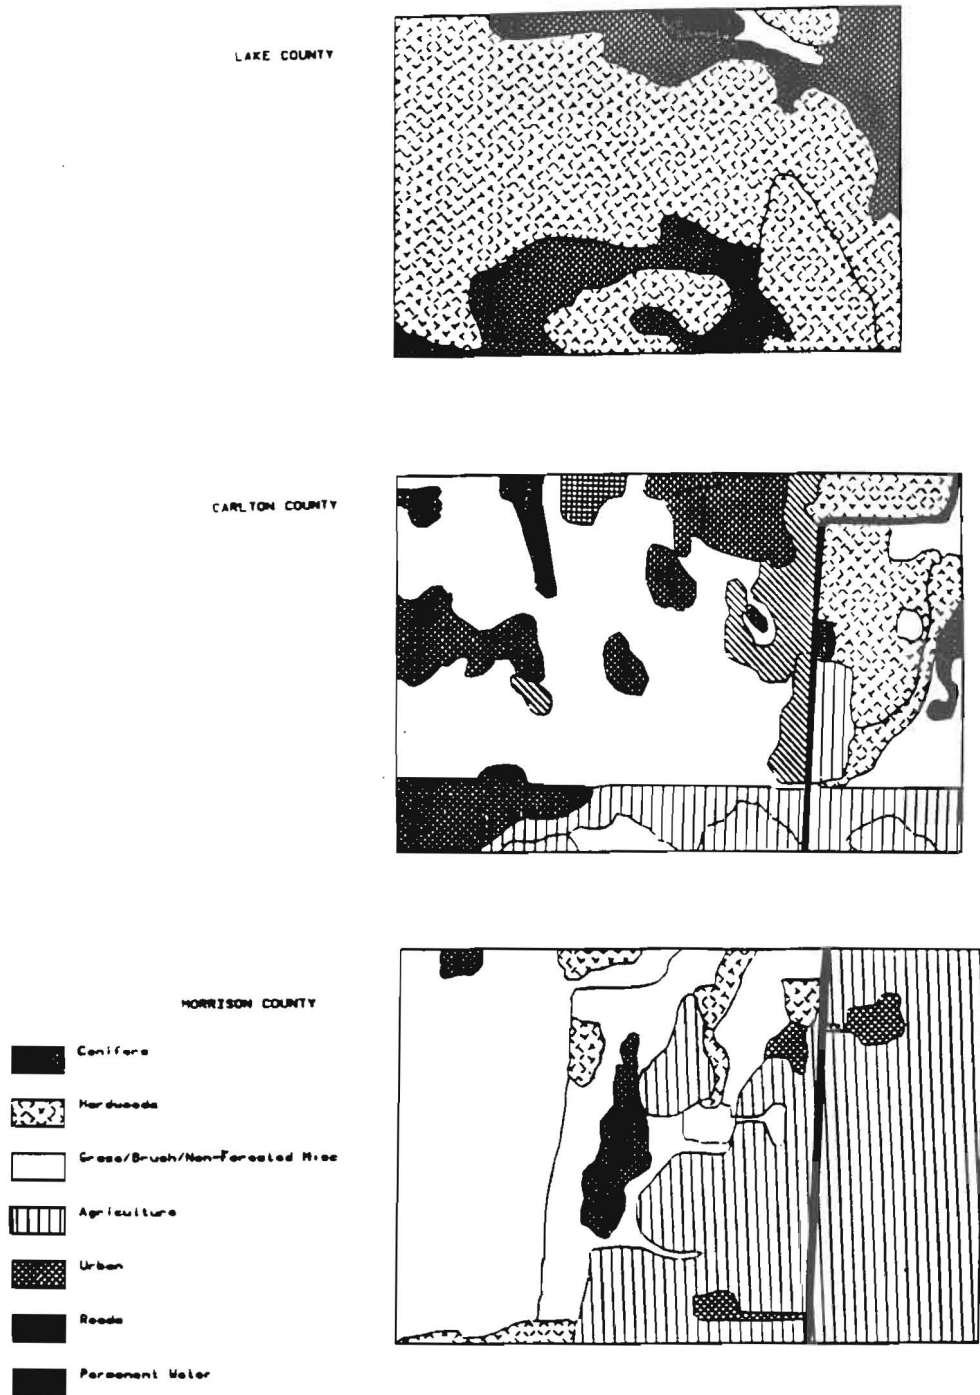 LAKE COUNTY
CARLTON COUNTY
MORRISON COUNTY
Conifers
Hardwoods
Grass/Brush/Non-Forested Misc
Agriculture
Urban
Roads
Permanent Water